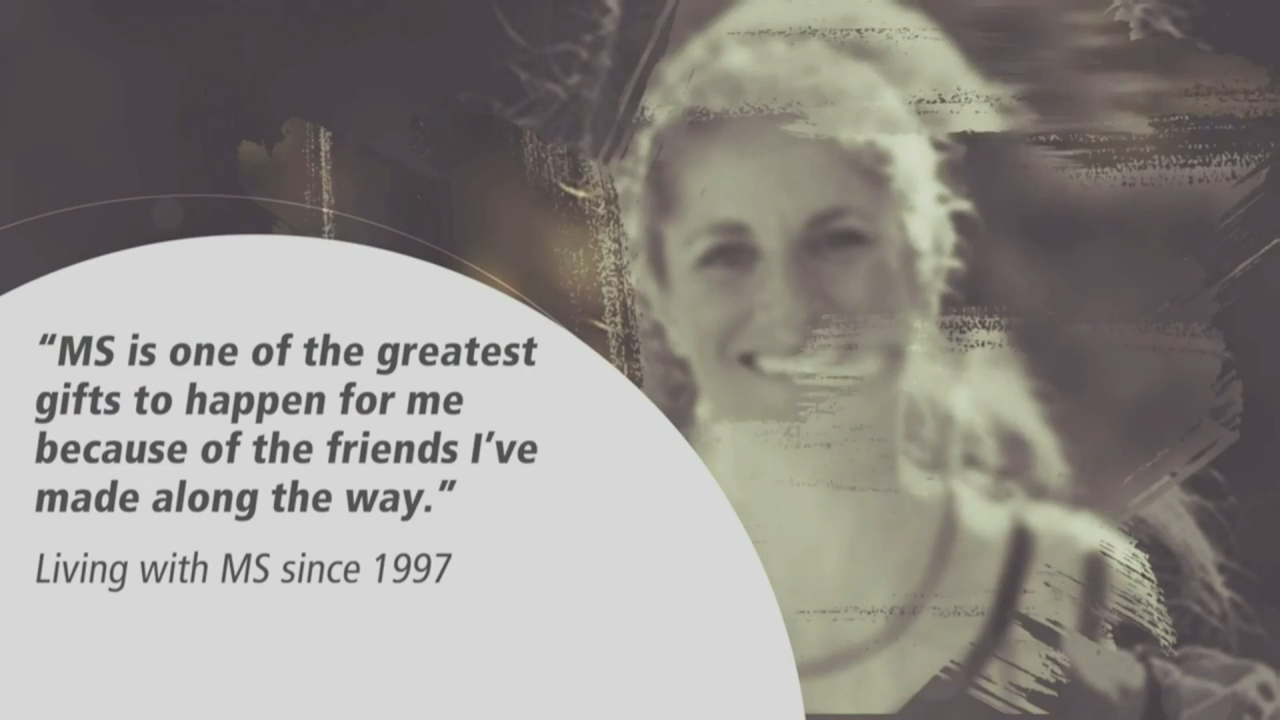 “MS is one of the greatest
gifts to happen for me
because of the friends I’ve
made along the way.”
Living with MS since 1997